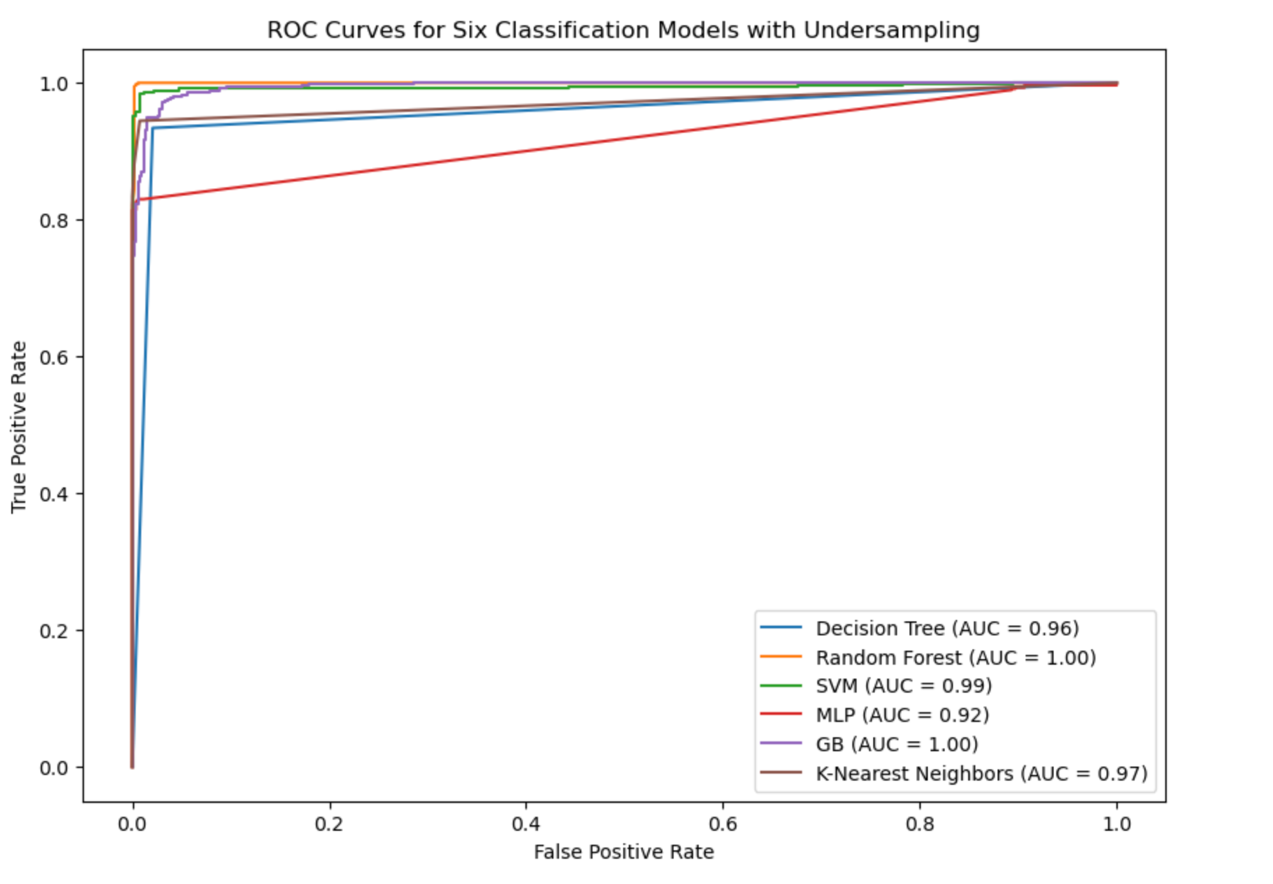 ROC Curves for Six Classification Models with Undersampling
True Positive Rate
1.0
0.8
0.6
0.4
0.2
0.0
Decision Tree (AUC = 0.96)
Random Forest (AUC = 1.00)
SVM (AUC = 0.99)
MLP (AUC = 0.92)
GB (AUC = 1.00)
K-Nearest Neighbors (AUC = 0.97)
0.0 0.2 0.4 0.6 0.8 1.0
False Positive Rate